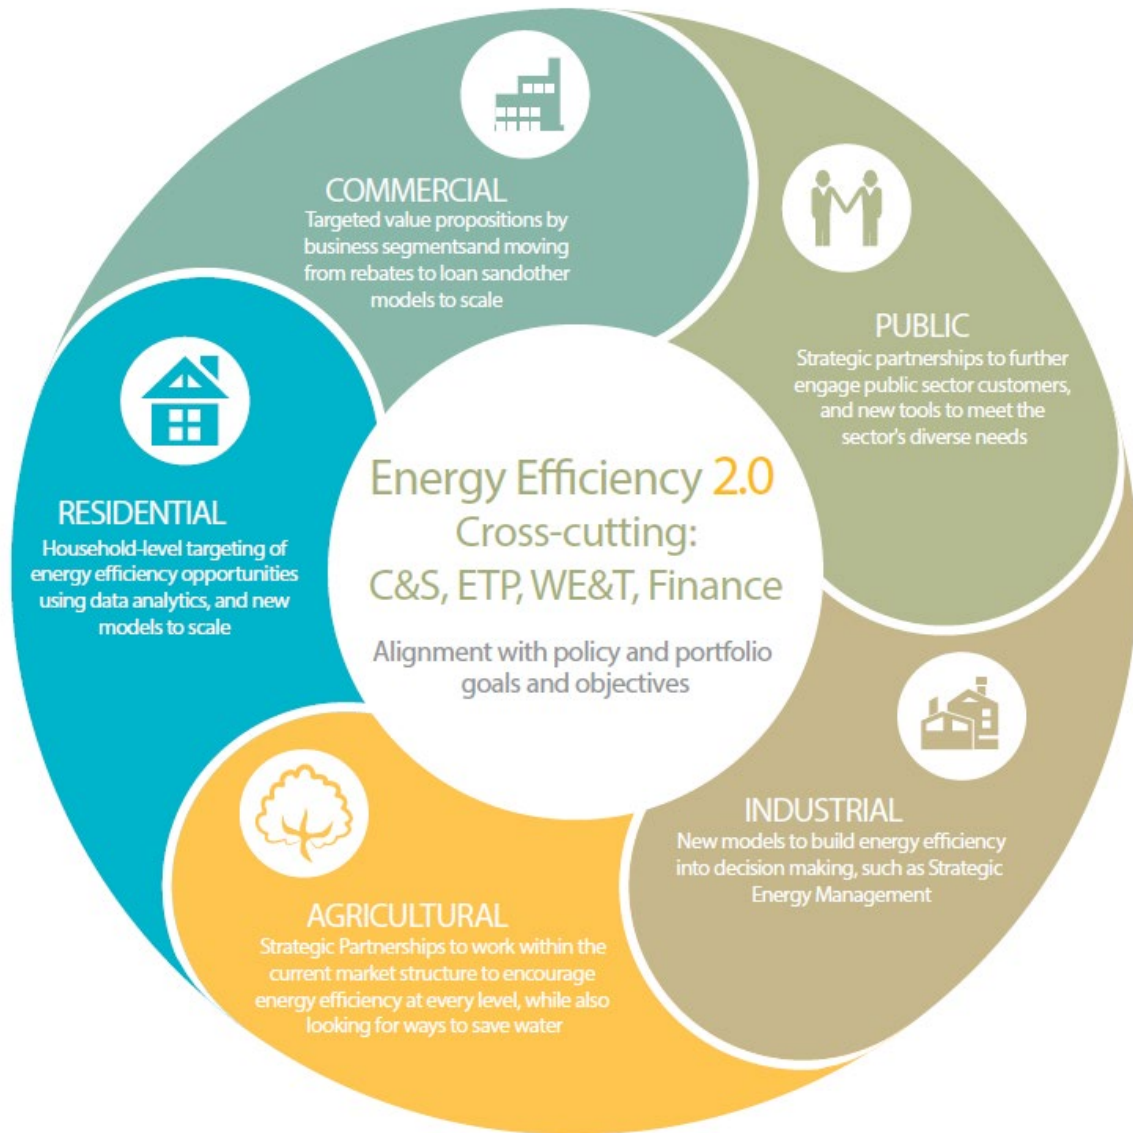 COMMERCIAL
Targeted value propositions by
business segmentsand moving
from rebates to loan sandother
models to scale
PUBLIC
Strategic partnerships to further
engage public sector customers,
and new tools to meet the
sector's diverse needs
RESIDENTIAL
Household-level targeting of
energy efficiency opportunities
using data analytics, and new
models to scale
Energy Efficiency 2.0
Cross-cutting:
C&S, ETP, WE&T, Finance
Alignment with policy and portfolio
goals and objectives
INDUSTRIAL
New models to build energy efficiency
into decision making, such as Strategic
Energy Management
AGRICULTURAL
Strategic Partnerships to work within the
current market structure to encourage
energy efficiency at every level, while also
looking for ways to save water